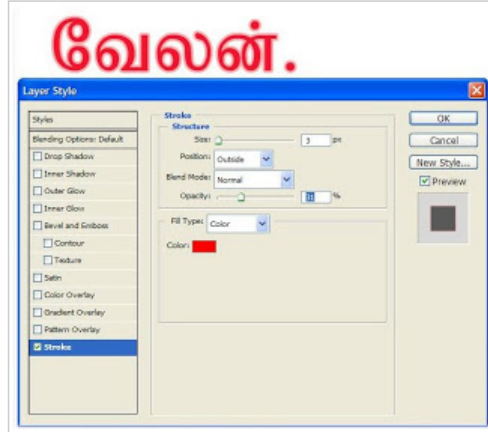 வேலன்.
Layer Style
Styles
Blending Options: Default
Drop Shadow
Inner Shadow
Outer Glow
Inner Glow
Bevel and Emboss
Contour
Texture
Satin
Color Overlay
Gradient Overlay
Pattern Overlay
Stroke
Stroke
Structure
Size: 3 px
Position: Outside
Blend Mode: Normal
Opacity: %
Fill Type: Color
Color:
OK
Cancel
New Style...
Preview